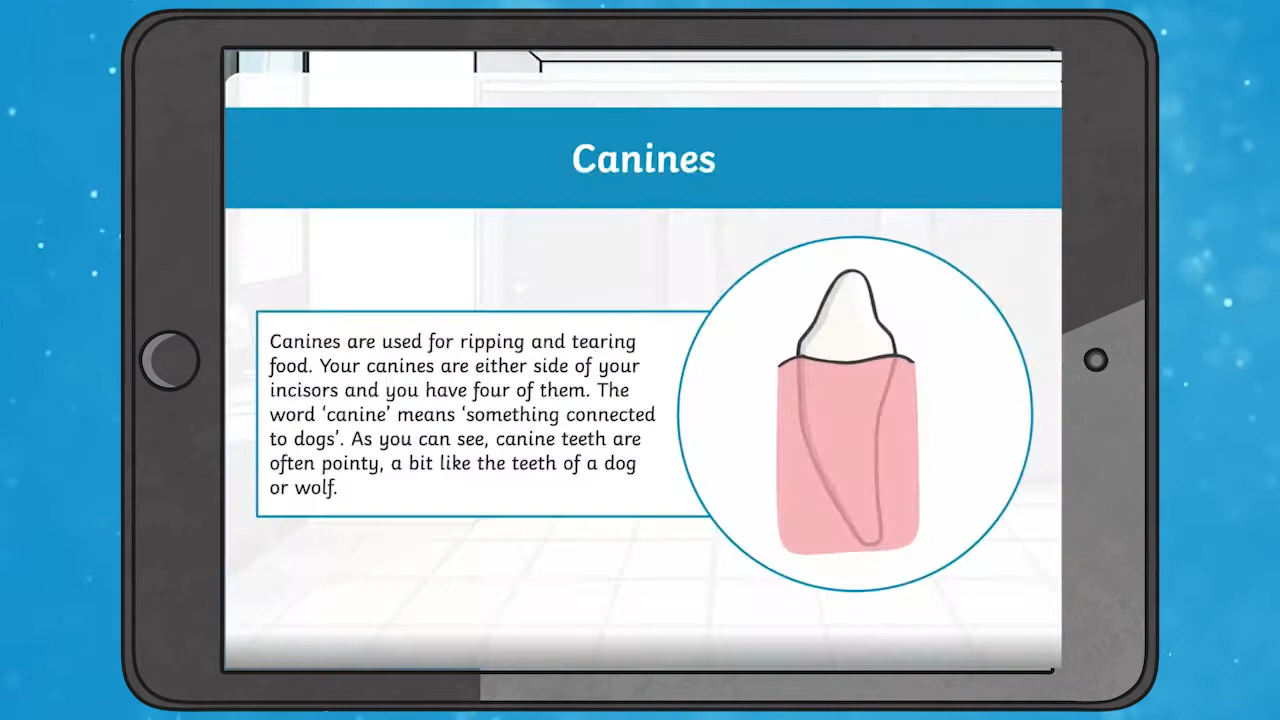 Canines
Canines are used for ripping and tearing
food. Your canines are either side of your
incisors and you have four of them. The
word ‘canine’ means ‘something connected
to dogs’. As you can see, canine teeth are
often pointy, a bit like the teeth of a dog
or wolf.